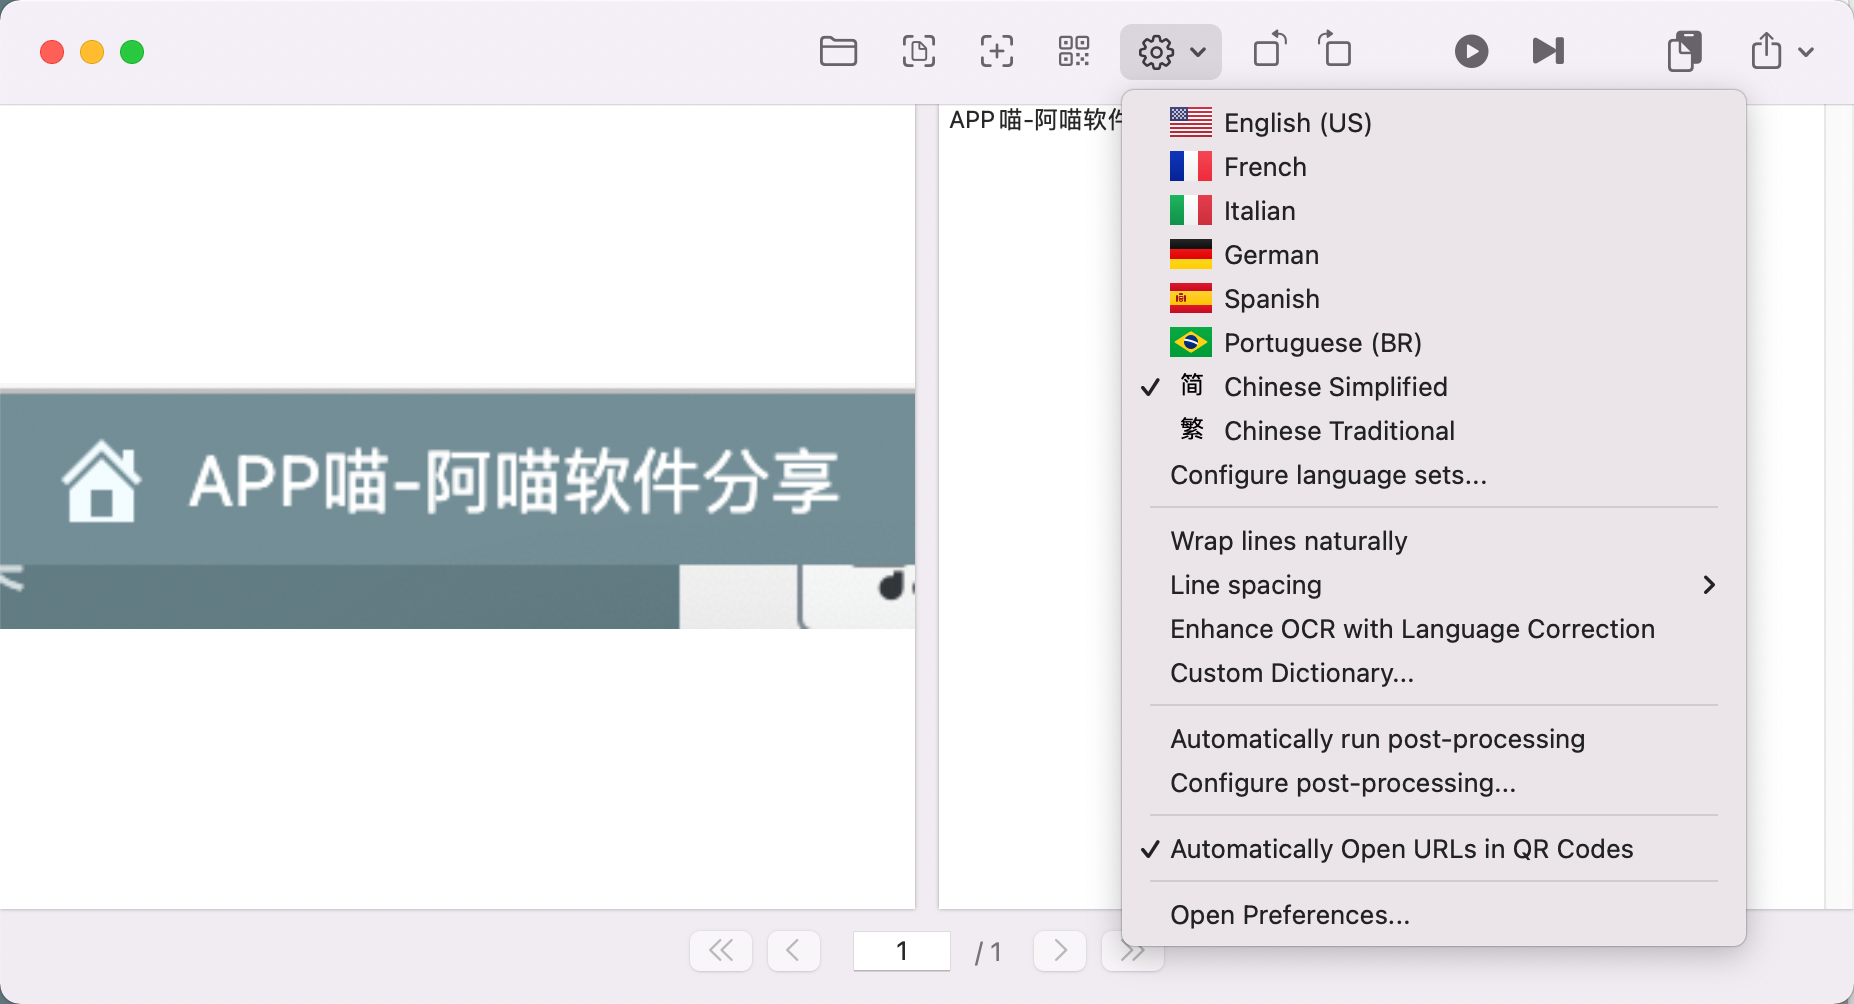 APP喵-阿喵软件
English (US)
French
Italian
German
Spanish
Portuguese (BR)
✓ 简 Chinese Simplified
繁 Chinese Traditional
Configure language sets...
Wrap lines naturally
Line spacing
Enhance OCR with Language Correction
Custom Dictionary...
Automatically run post-processing
Configure post-processing...
✓ Automatically Open URLs in QR Codes
Open Preferences...
APP喵-阿喵软件分享
1 / 1